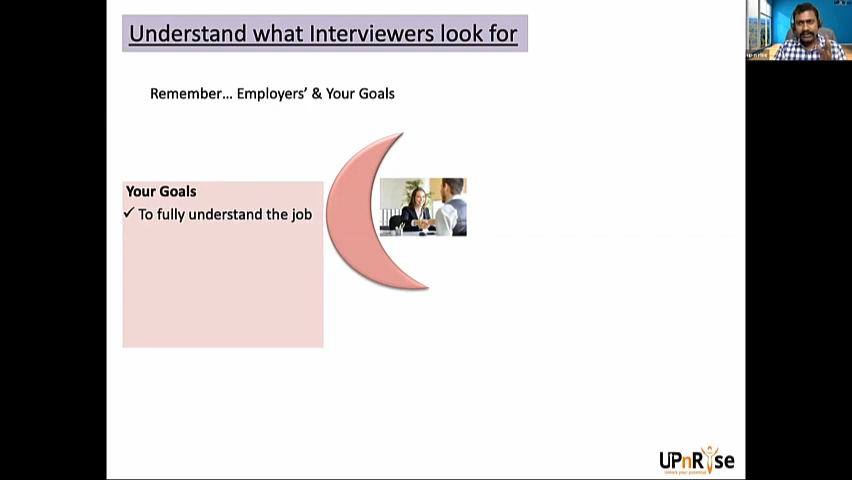 Understand what Interviewers look for
Remember... Employers' & Your Goals
Your Goals
✓ To fully understand the job
UPnRise